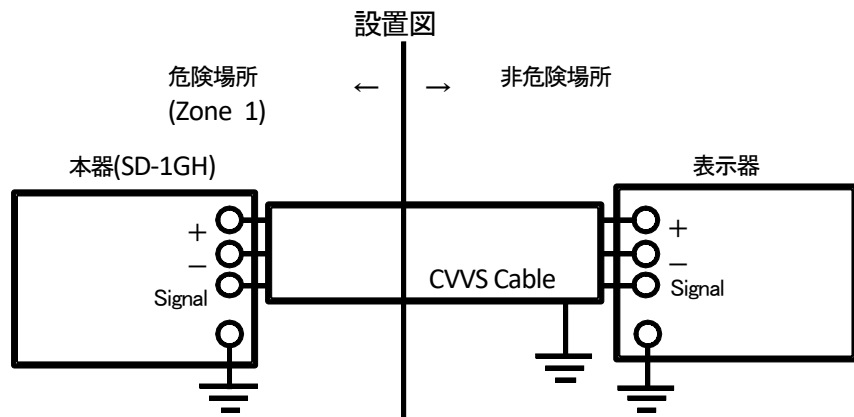 設置図
危険場所
(Zone 1)
← → 非危険場所
本器(SD-1GH)
表示器
+
−
Signal
CVVS Cable
+
−
Signal